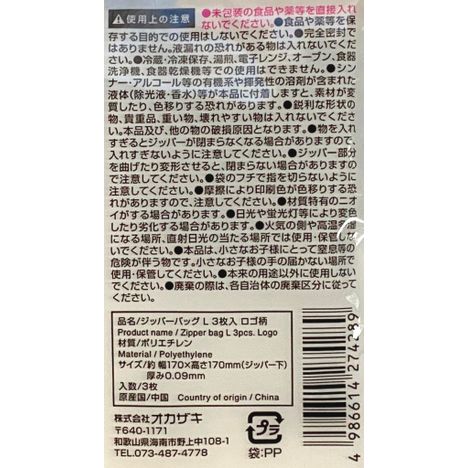 使用上の注意 ●未包装の食品や薬等を直接入
れないでください。●食品や薬等を保
存する目的での使用はしないでください。●完全密封で
はありません。液漏れの恐れがある物は入れないでくだ
さい。●冷蔵・冷凍保存、湯煎、電子レンジ、オーブン、食器
洗浄機、食器乾燥機等での使用はできません。●シン
ナー・アルコール等の有機系や揮発性の溶剤が含まれた
液体(除光液・香水)等が本品に付着しますと、素材が変
質したり、色移りする恐れがあります。●鋭利な形状の
物、貴重品、重い物、壊れやすい物は入れないでください。
本品及び、他の物の破損原因となります。●物を入れ
すぎるとジッパーが閉まらなくなる場合がありますので、
入れすぎないように注意してください。●ジッパー部分
を曲げたり変形させると、閉まらない場合がありますの
で注意してください。●袋のフチで指を切らないように
注意してください。●摩擦により印刷色が色移りする恐
れがありますので、注意してください。●材質特有のニオ
イがする場合があります。●日光や蛍光灯等により変色
したり劣化する場合があります。●火気の側や高温
になる場所、直射日光の当たる場所では使用・保管しな
いでください。●本品は、小さなお子様にとって窒息等の
危険が伴う物です。小さなお子様の手の届かない場所で
使用・保管してください。●本来の用途以外に使用しない
でください。●廃棄の際は、各自治体の廃棄区分に従って
ください。
品名/ジッパーバッグ L 3枚入 ロゴ柄
Product name / Zipper bag L 3pcs. Logo
材質/ポリエチレン
Material / Polyethylene
サイズ/約 幅170×高さ170mm(ジッパー下)
厚み0.09mm
入数/3枚
原産国/中国 Country of origin / China
株式会社オカザキ
〒640-1171
和歌山県海南市野上中108-1
TEL.073-487-4778
プラ
袋:PP
4 986614 274289